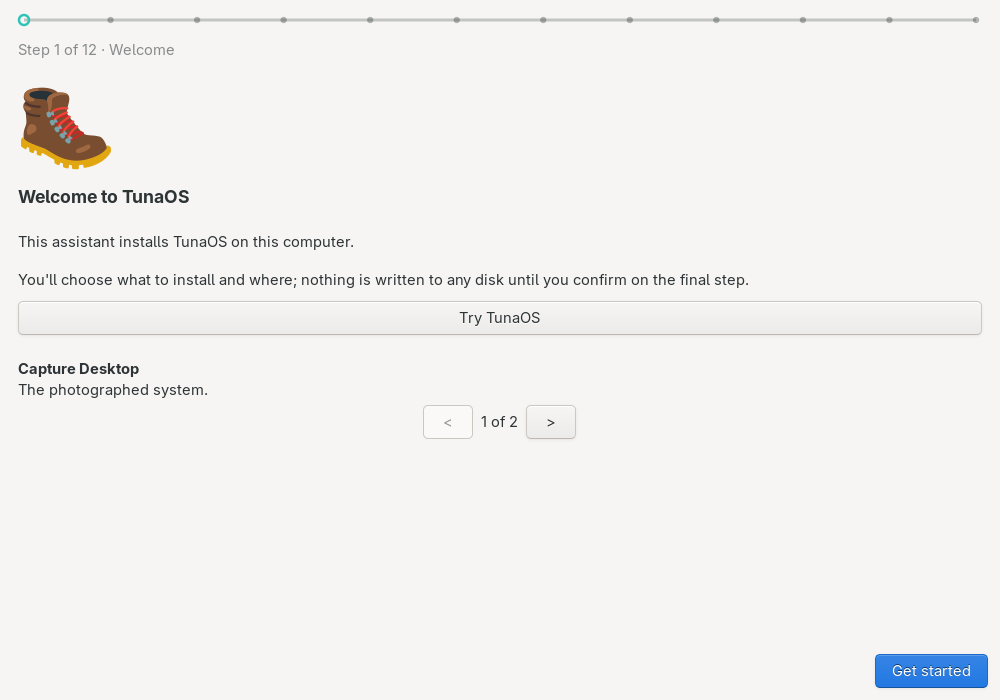 Step 1 of 12 · Welcome
Welcome to TunaOS
This assistant installs TunaOS on this computer.
You'll choose what to install and where; nothing is written to any disk until you confirm on the final step.
Try TunaOS
Capture Desktop
The photographed system.
< 1 of 2 >
Get started